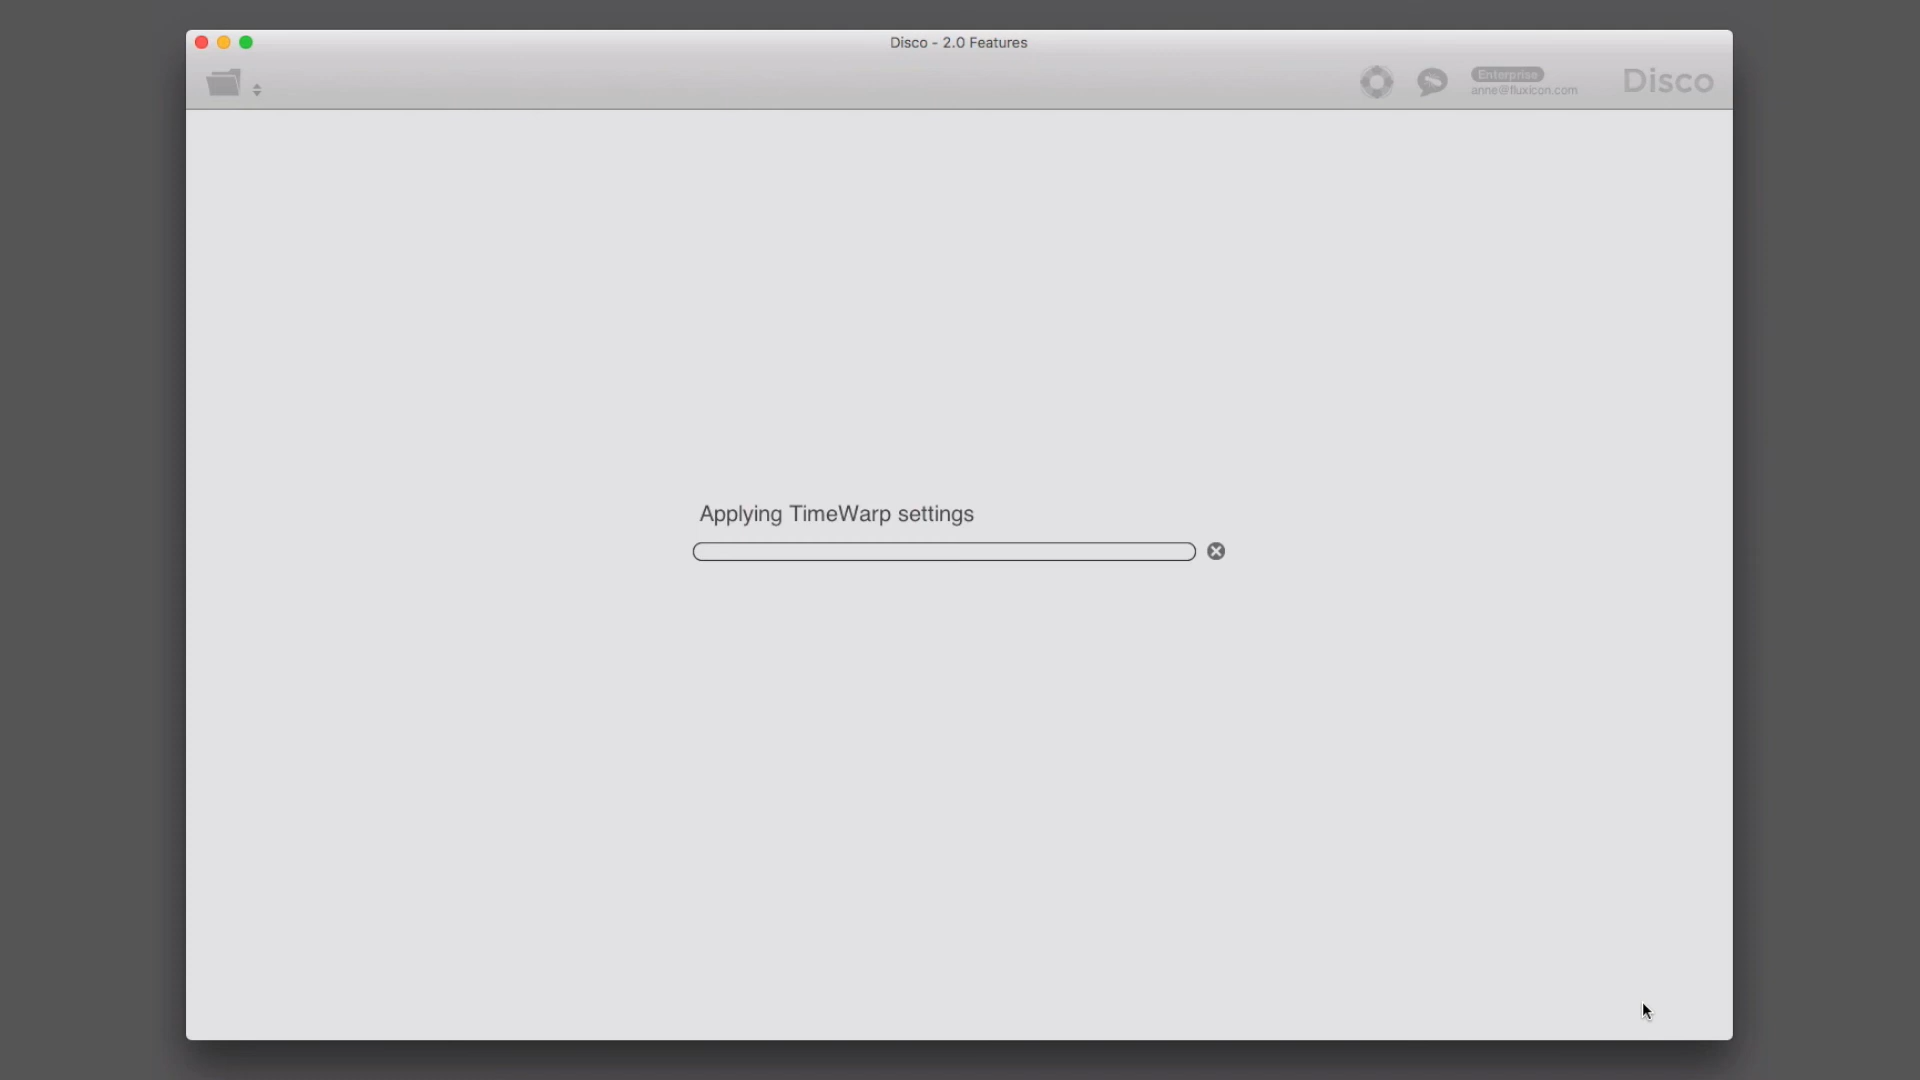 Disco - 2.0 Features
Enterprise
anne@fluxicon.com
Disco
Applying TimeWarp settings